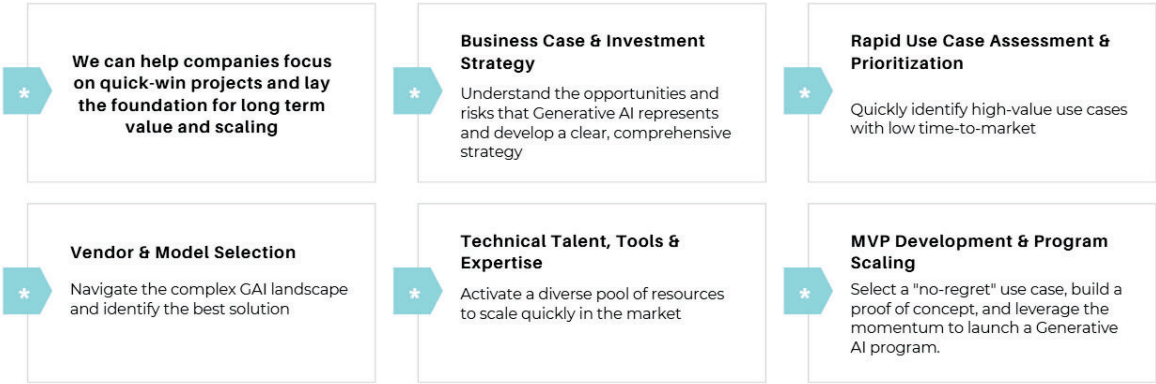 We can help companies focus
on quick-win projects and lay
the foundation for long term
value and scaling
*
Business Case & Investment
Strategy
Understand the opportunities and
risks that Generative AI represents
and develop a clear, comprehensive
strategy
*
Rapid Use Case Assessment &
Prioritization
Quickly identify high-value use cases
with low time-to-market
*
Vendor & Model Selection
Navigate the complex GAI landscape
and identify the best solution
*
Technical Talent, Tools &
Expertise
Activate a diverse pool of resources
to scale quickly in the market
*
MVP Development & Program
Scaling
Select a "no-regret" use case, build a
proof of concept, and leverage the
momentum to launch a Generative
AI program.
*